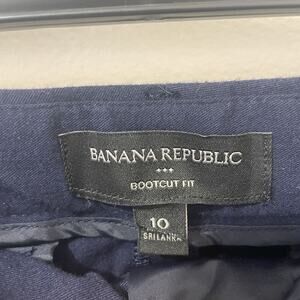 BANANA REPUBLIC
BOOTCUT FIT
10
SRI LANKA